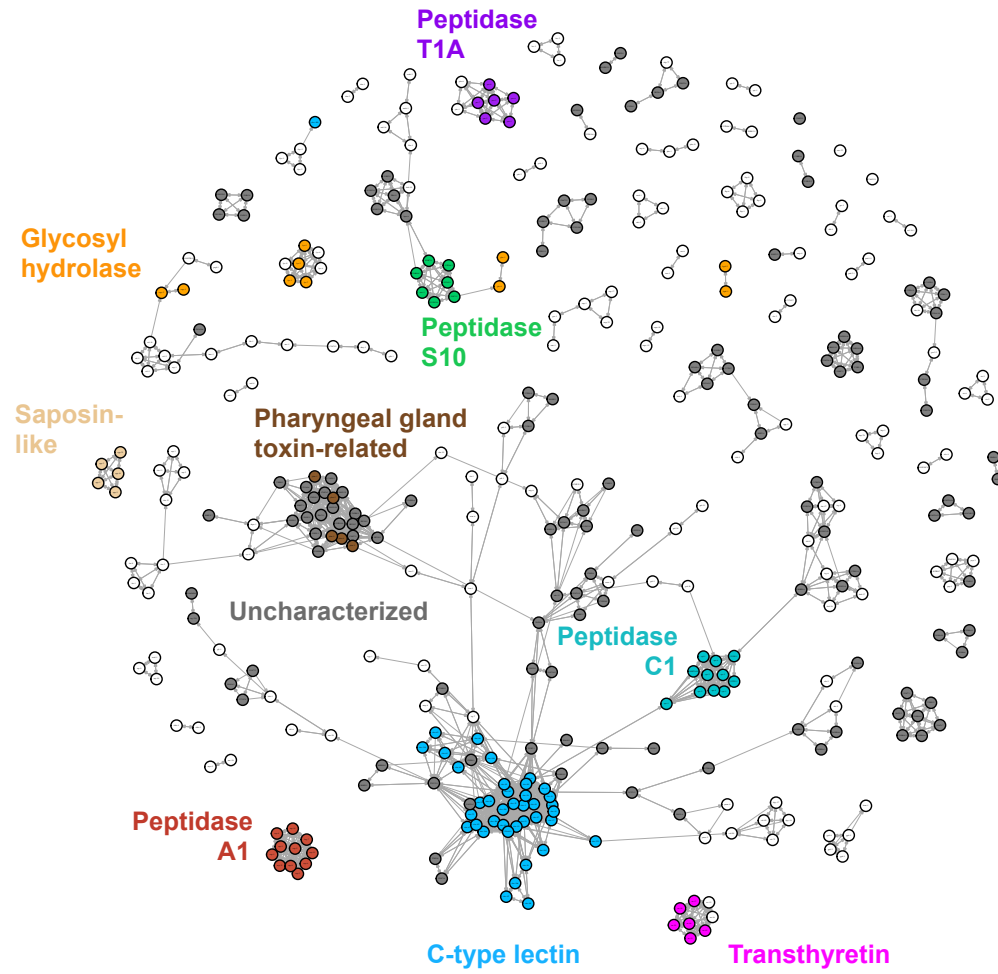 Peptidase
T1A
Glycosyl
hydrolase
Peptidase
S10
Saposin-
like
Pharyngeal gland
toxin-related
Uncharacterized
Peptidase
C1
Peptidase
A1
C-type lectin
Transthyretin